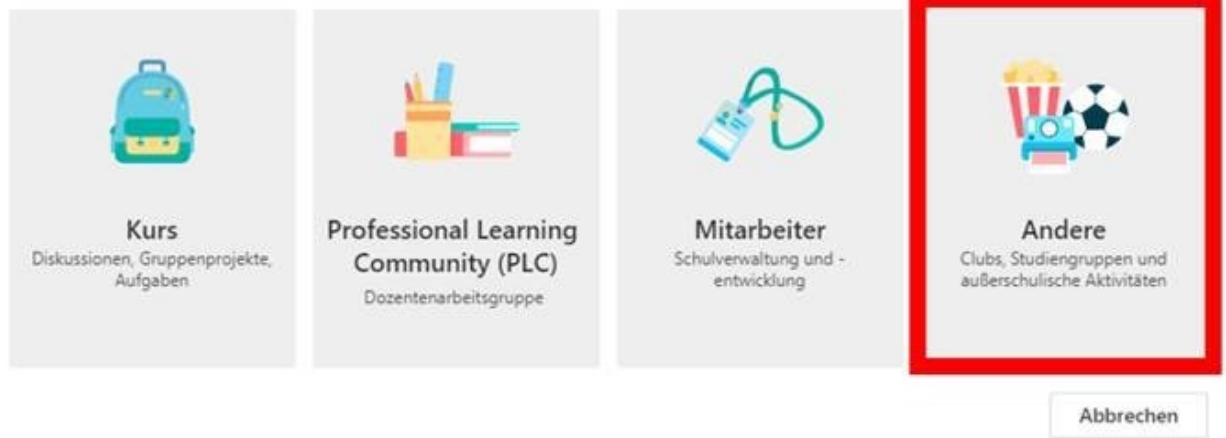 Kurs
Diskussionen, Gruppenprojekte,
Aufgaben
Professional Learning
Community (PLC)
Dozentenarbeitsgruppe
Mitarbeiter
Schulverwaltung und -
entwicklung
Andere
Clubs, Studiengruppen und
außerschulische Aktivitäten
Abbrechen